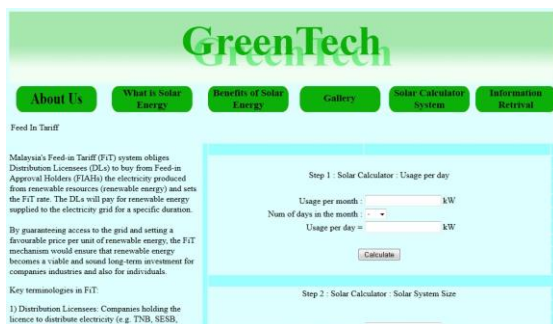 GreenTech
About Us
What is Solar
Energy
Benefits of Solar
Energy
Gallery
Solar Calculator
System
Information
Retrival
Feed In Tariff
Malaysia's Feed-in Tariff (FiT) system obliges
Distribution Licensees (DLs) to buy from Feed-in
Approval Holders (FIAHs) the electricity produced
from renewable resources (renewable energy) and sets
the FiT rate. The DLs will pay for renewable energy
supplied to the electricity grid for a specific duration.
By guaranteeing access to the grid and setting a
favourable price per unit of renewable energy, the FiT
mechanism would ensure that renewable energy
becomes a viable and sound long-term investment for
companies industries and also for individuals.
Key terminologies in FiT:
1) Distribution Licensees: Companies holding the
licence to distribute electricity (e.g. TNB, SESB,
Step 1 : Solar Calculator : Usage per day
Usage per month : kW
Num of days in the month : -
Usage per day = kW
Calculate
Step 2 : Solar Calculator : Solar System Size